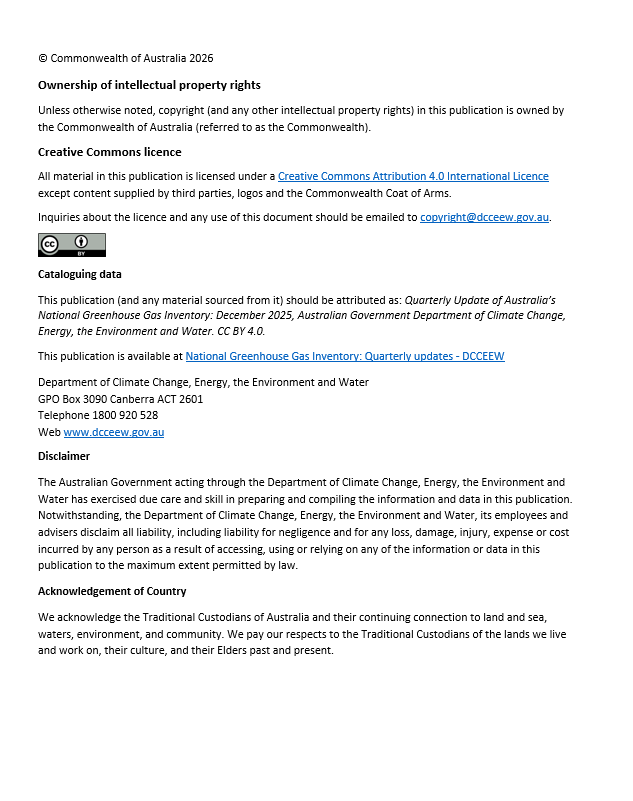 © Commonwealth of Australia 2026
Ownership of intellectual property rights
Unless otherwise noted, copyright (and any other intellectual property rights) in this publication is owned by
the Commonwealth of Australia (referred to as the Commonwealth).
Creative Commons licence
All material in this publication is licensed under a Creative Commons Attribution 4.0 International Licence
except content supplied by third parties, logos and the Commonwealth Coat of Arms.
Inquiries about the licence and any use of this document should be emailed to copyright@dcceew.gov.au.
CC
BY
Cataloguing data
This publication (and any material sourced from it) should be attributed as: Quarterly Update of Australia’s
National Greenhouse Gas Inventory: December 2025, Australian Government Department of Climate Change,
Energy, the Environment and Water. CC BY 4.0.
This publication is available at National Greenhouse Gas Inventory: Quarterly updates - DCCEEW
Department of Climate Change, Energy, the Environment and Water
GPO Box 3090 Canberra ACT 2601
Telephone 1800 920 528
Web www.dcceew.gov.au
Disclaimer
The Australian Government acting through the Department of Climate Change, Energy, the Environment and
Water has exercised due care and skill in preparing and compiling the information and data in this publication.
Notwithstanding, the Department of Climate Change, Energy, the Environment and Water, its employees and
advisers disclaim all liability, including liability for negligence and for any loss, damage, injury, expense or cost
incurred by any person as a result of accessing, using or relying on any of the information or data in this
publication to the maximum extent permitted by law.
Acknowledgement of Country
We acknowledge the Traditional Custodians of Australia and their continuing connection to land and sea,
waters, environment, and community. We pay our respects to the Traditional Custodians of the lands we live
and work on, their culture, and their Elders past and present.